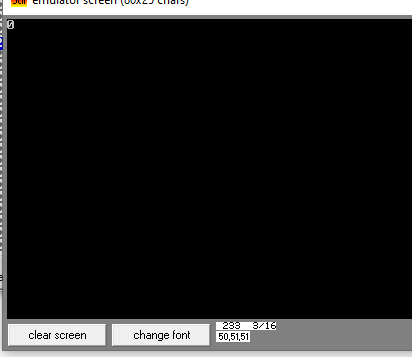 emulator screen (80x25 chars)
0
clear screen
change font
233 3/16
50,51,51